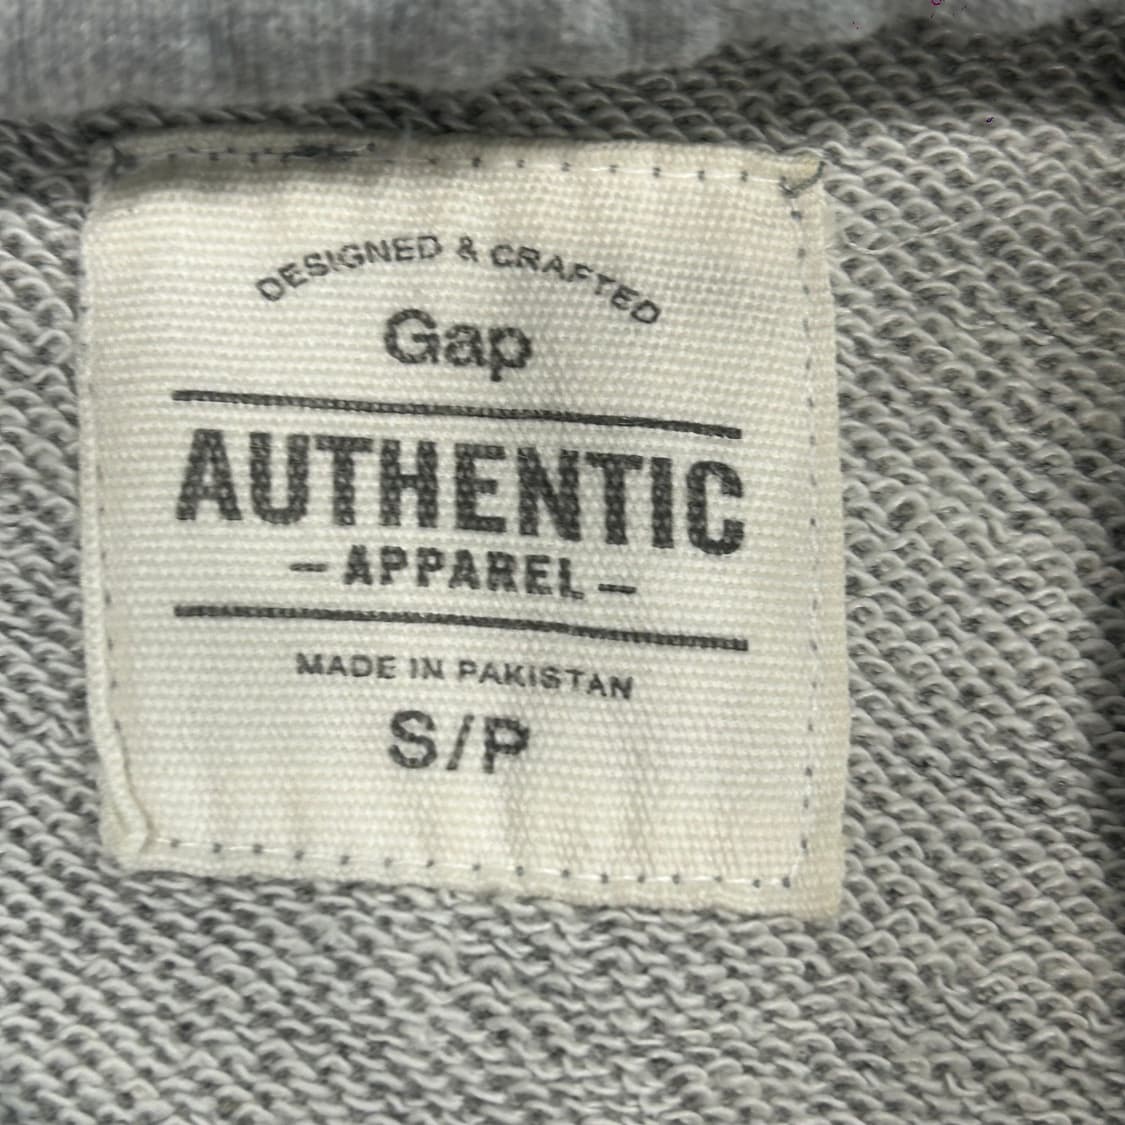 DESIGNED & CRAFTED
Gap
AUTHENTIC
- APPAREL -
MADE IN PAKISTAN
S/P